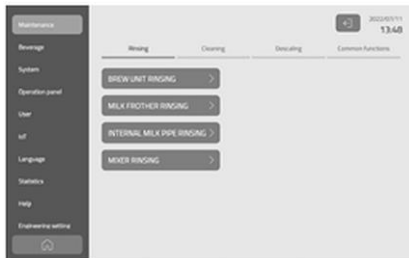 Maintenance
2022/07/11
13:48
Beverage
Rinsing
Cleaning
Descaling
Common functions
System
BREW UNIT RINSING
Operation panel
MILK FROTHER RINSING
User
INTERNAL MILK PIPE RINSING
IoT
MIXER RINSING
Language
Statistics
Help
Engineering setting